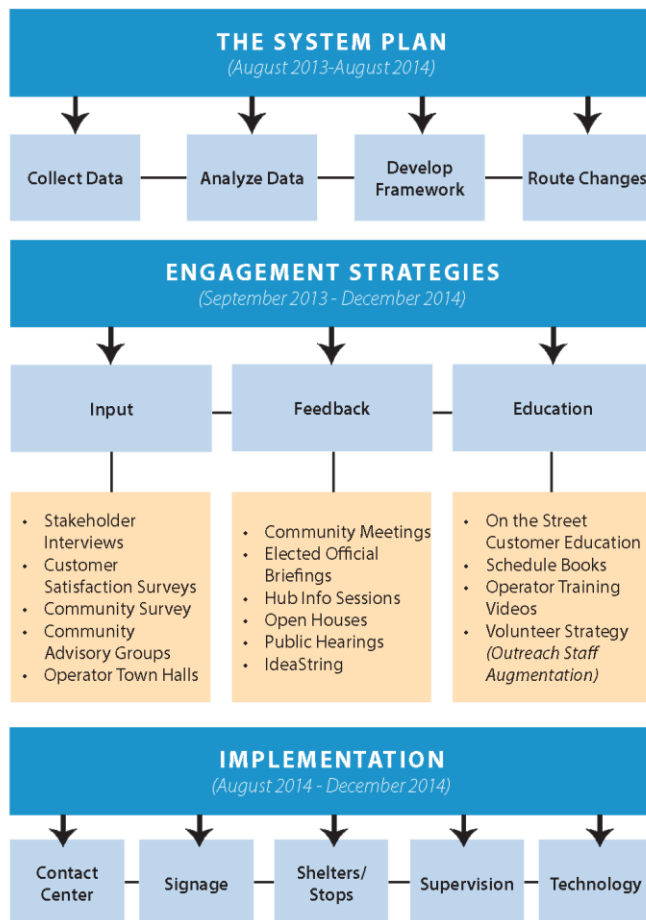 THE SYSTEM PLAN
(August 2013-August 2014)
Collect Data
Analyze Data
Develop
Framework
Route Changes
ENGAGEMENT STRATEGIES
(September 2013 - December 2014)
Input
Feedback
Education
• Stakeholder
Interviews
• Customer
Satisfaction Surveys
• Community Survey
• Community
Advisory Groups
• Operator Town Halls
• Community Meetings
• Elected Official
Briefings
• Hub Info Sessions
• Open Houses
• Public Hearings
• IdeaString
• On the Street
Customer Education
• Schedule Books
• Operator Training
Videos
• Volunteer Strategy
(Outreach Staff
Augmentation)
IMPLEMENTATION
(August 2014 - December 2014)
Contact
Center
Signage
Shelters/
Stops
Supervision
Technology